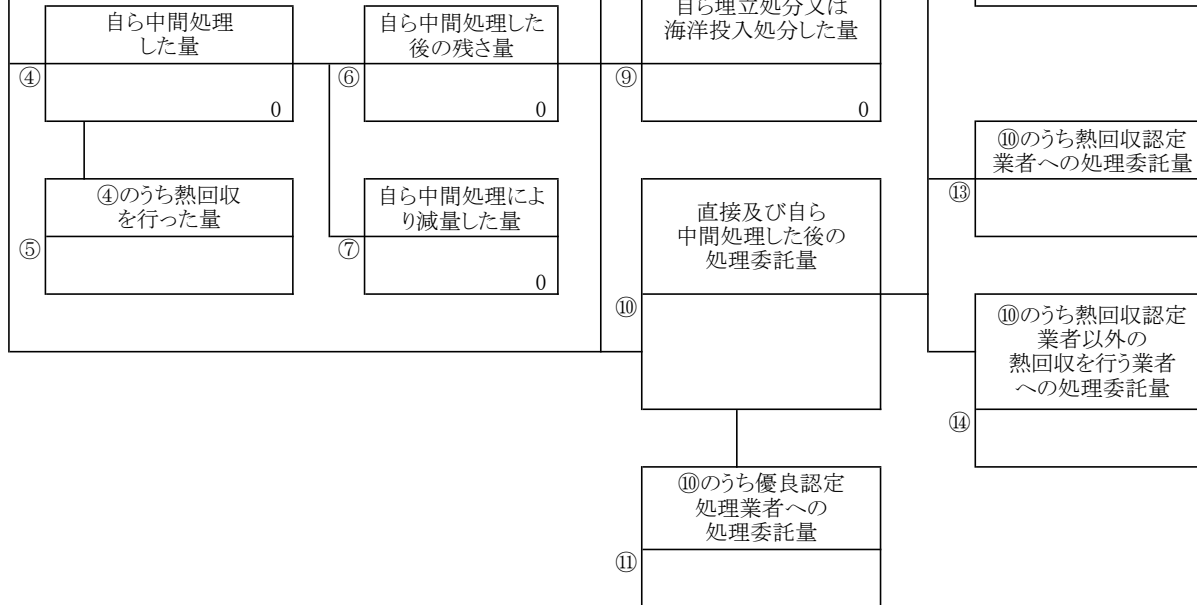 自ら中間処理
した量
④
0
④のうち熱回収
を行った量
⑤
自ら中間処理した
後の残さ量
⑥
0
自ら中間処理によ
り減量した量
⑦
0
自ら埋立処分又は
海洋投入処分した量
⑨
0
直接及び自ら
中間処理した後の
処理委託量
⑩
⑩のうち優良認定
処理業者への
処理委託量
⑪
⑩のうち熱回収認定
業者への処理委託量
⑬
⑩のうち熱回収認定
業者以外の
熱回収を行う業者
への処理委託量
⑭